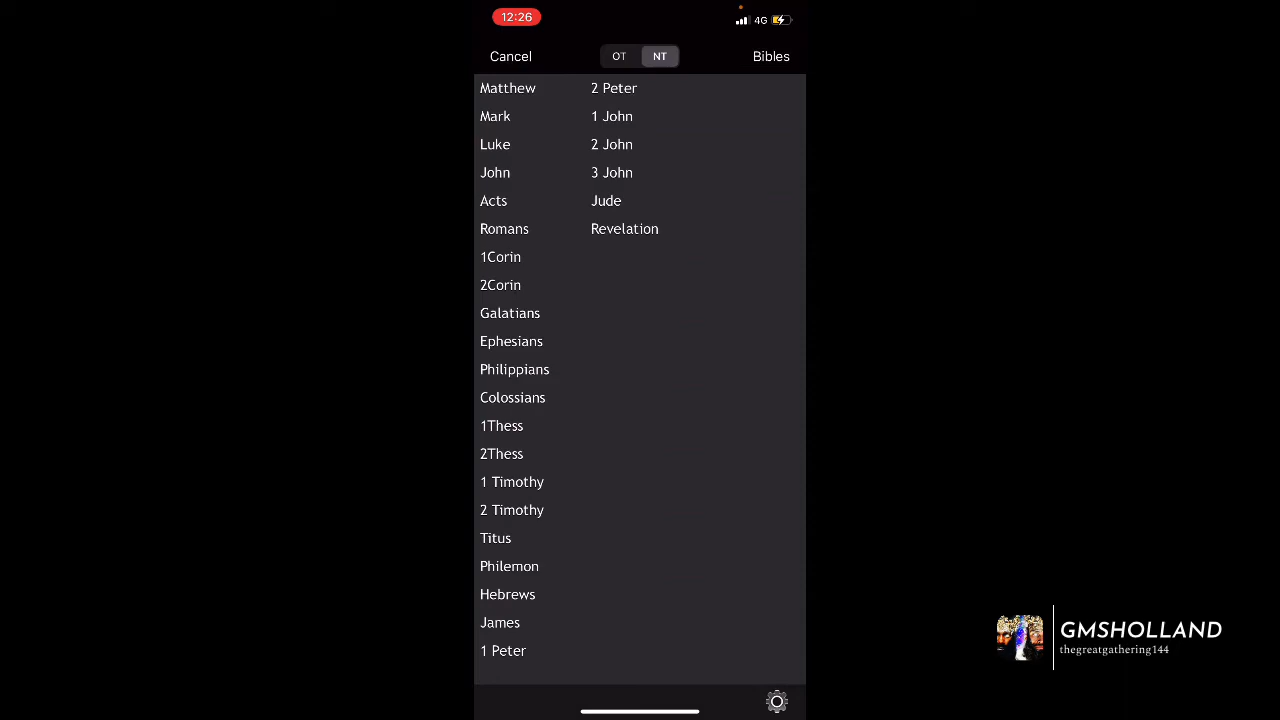 12:26
4G
Cancel
OT
NT
Bibles
Matthew
Mark
Luke
John
Acts
Romans
1Corin
2Corin
Galatians
Ephesians
Philippians
Colossians
1Thess
2Thess
1 Timothy
2 Timothy
Titus
Philemon
Hebrews
James
1 Peter
2 Peter
1 John
2 John
3 John
Jude
Revelation
GMSHOLLAND
thegreatgathering144